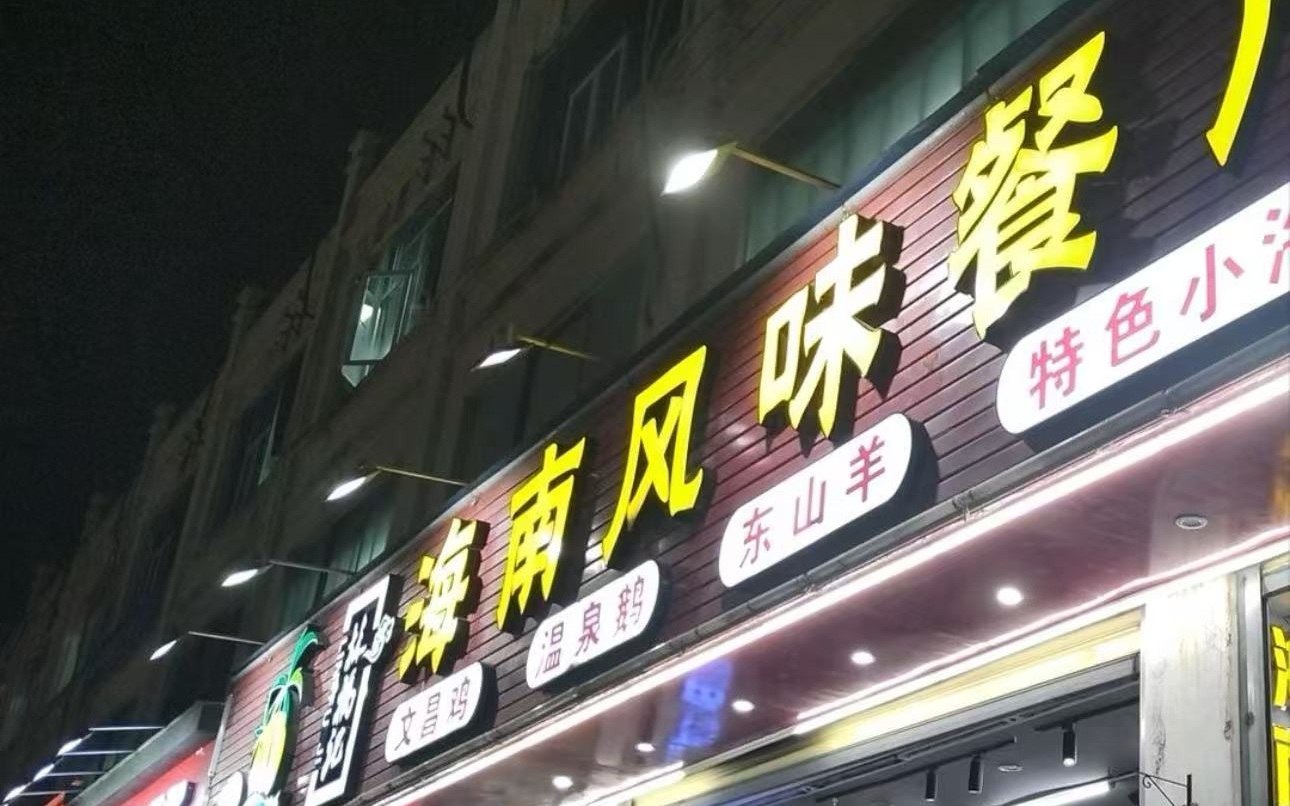 海南风味餐
文昌鸡
温泉鹅
东山羊
特色小